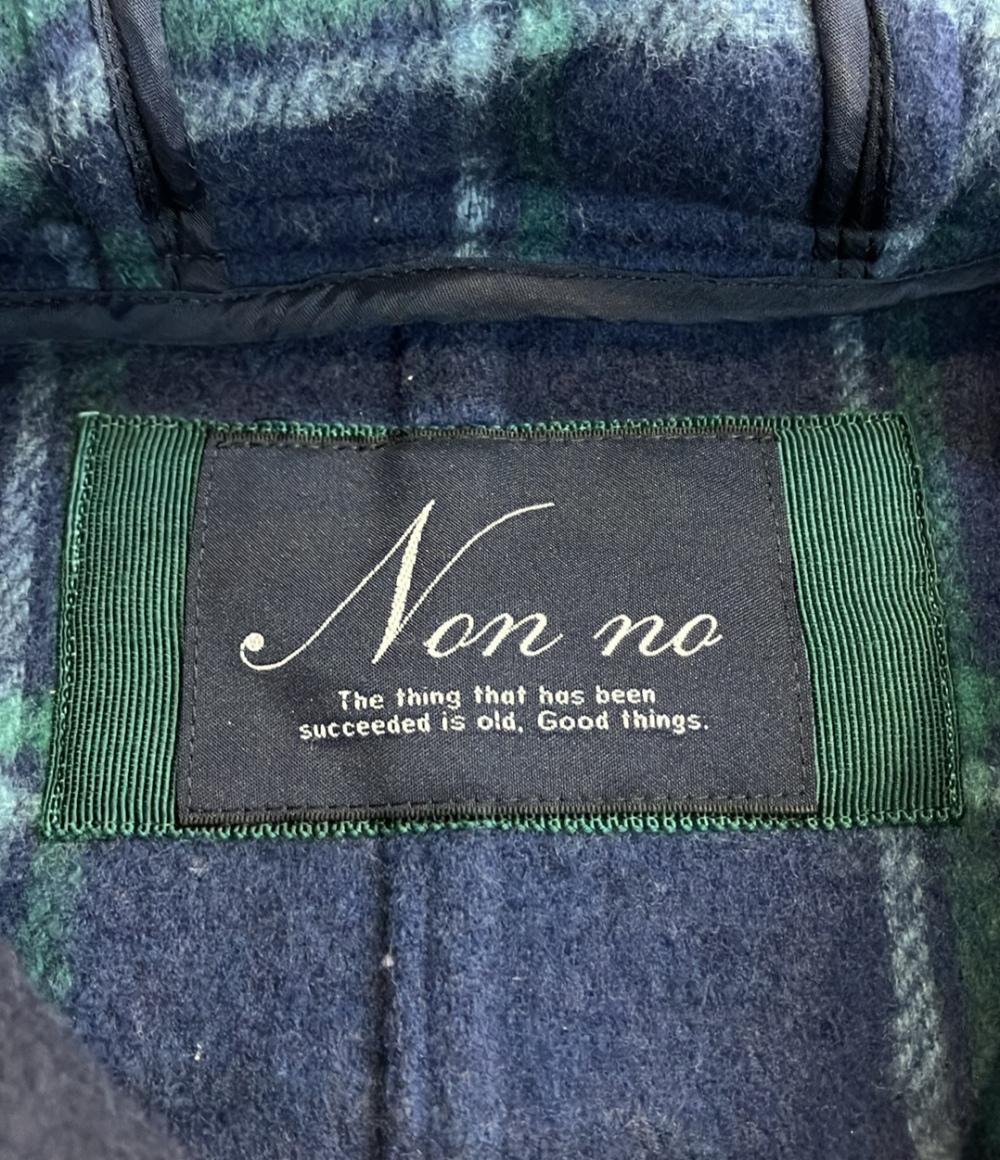 Non no
The thing that has been
succeeded is old, Good things.